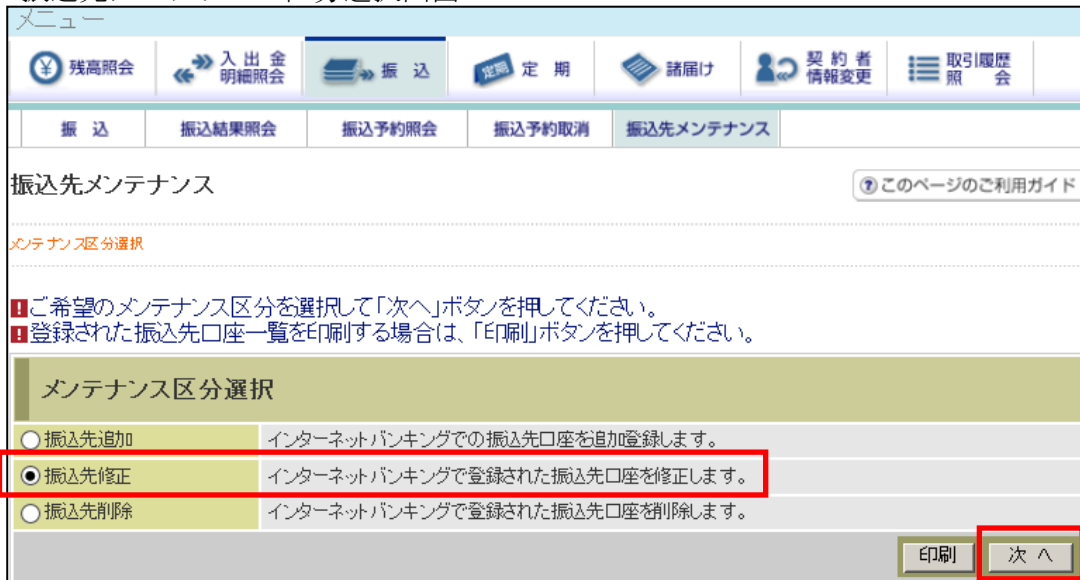 メニュー
残高照会 入出金明細照会 振込 定期 諸届け 契約者情報変更 取引履歴照会
振込 振込結果照会 振込予約照会 振込予約取消 振込先メンテナンス
振込先メンテナンス ?このページのご利用ガイド
メンテナンス区分選択
!ご希望のメンテナンス区分を選択して「次へ」ボタンを押してください。
!登録された振込先口座一覧を印刷する場合は、「印刷」ボタンを押してください。
メンテナンス区分選択
振込先追加 インターネットバンキングでの振込先口座を追加登録します。
振込先修正 インターネットバンキングで登録された振込先口座を修正します。
振込先削除 インターネットバンキングで登録された振込先口座を削除します。
印刷 次へ